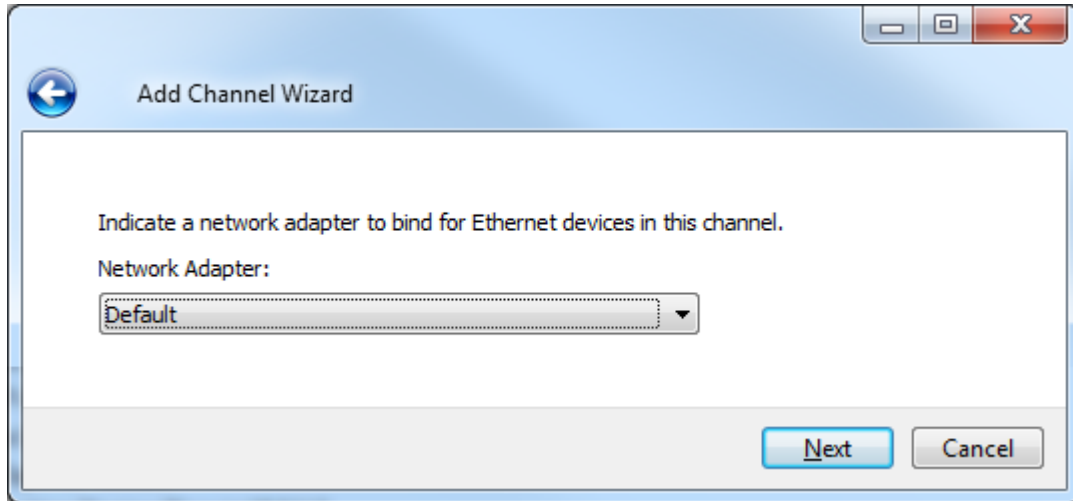 Add Channel Wizard
Indicate a network adapter to bind for Ethernet devices in this channel.
Network Adapter:
Default
Next Cancel